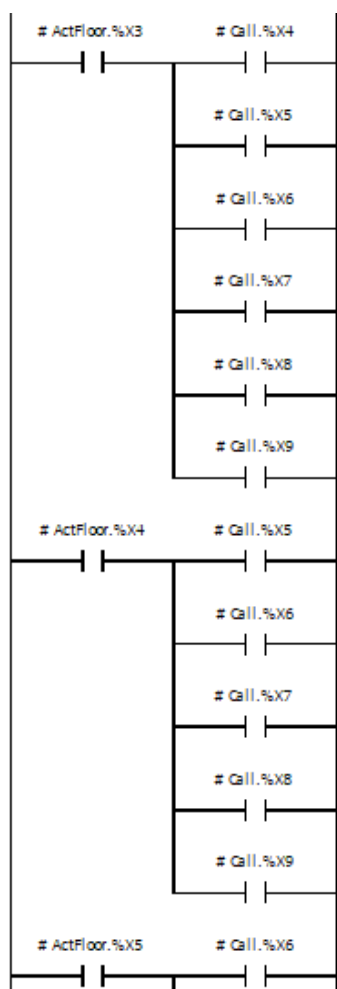 # ActFloor.%X3 # Call.%X4
# Call.%X5
# Call.%X6
# Call.%X7
# Call.%X8
# Call.%X9
# ActFloor.%X4 # Call.%X5
# Call.%X6
# Call.%X7
# Call.%X8
# Call.%X9
# ActFloor.%X5 # Call.%X6